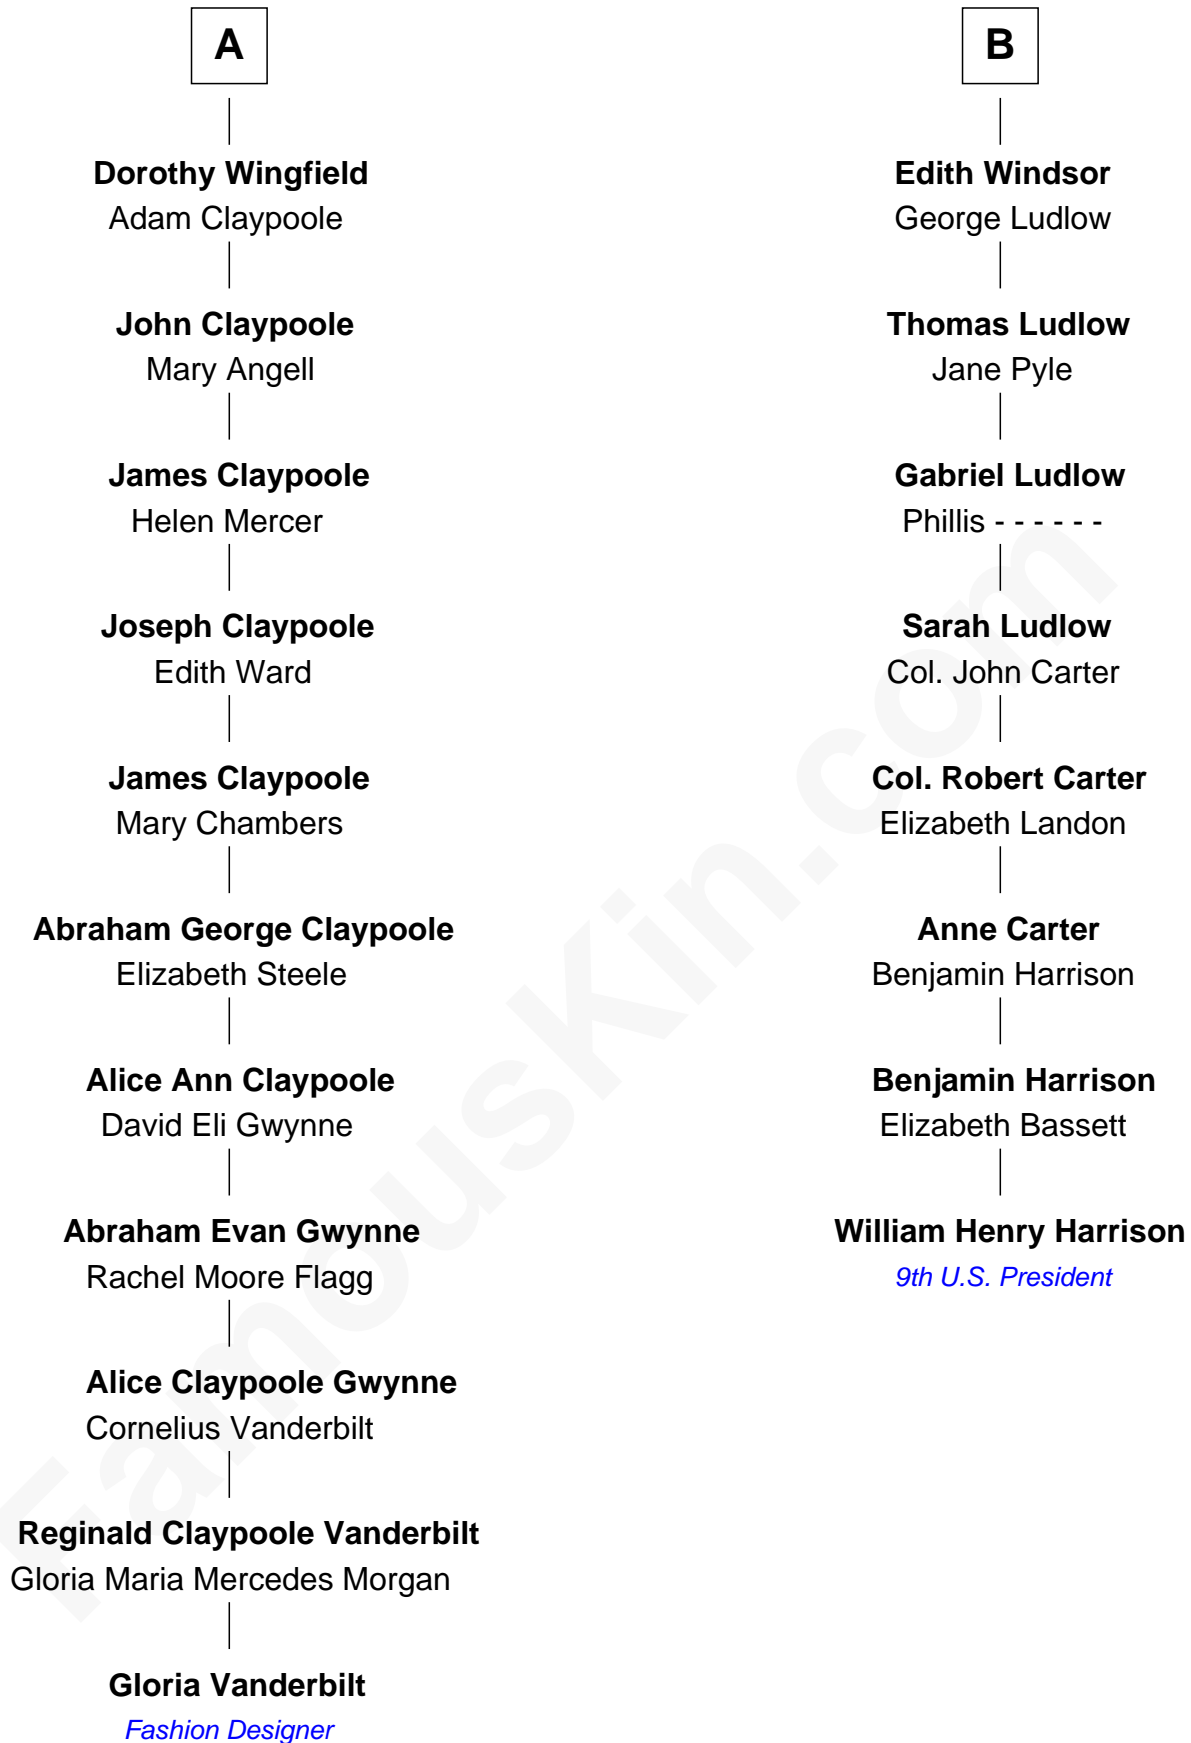 A
Dorothy Wingfield
Adam Claypoole
John Claypoole
Mary Angell
James Claypoole
Helen Mercer
Joseph Claypoole
Edith Ward
James Claypoole
Mary Chambers
Abraham George Claypoole
Elizabeth Steele
Alice Ann Claypoole
David Eli Gwynne
Abraham Evan Gwynne
Rachel Moore Flagg
Alice Claypoole Gwynne
Cornelius Vanderbilt
Reginald Claypoole Vanderbilt
Gloria Maria Mercedes Morgan
Gloria Vanderbilt
Fashion Designer
B
Edith Windsor
George Ludlow
Thomas Ludlow
Jane Pyle
Gabriel Ludlow
Phillis - - - - - -
Sarah Ludlow
Col. John Carter
Col. Robert Carter
Elizabeth Landon
Anne Carter
Benjamin Harrison
Benjamin Harrison
Elizabeth Bassett
William Henry Harrison
9th U.S. President
FamousKin.com